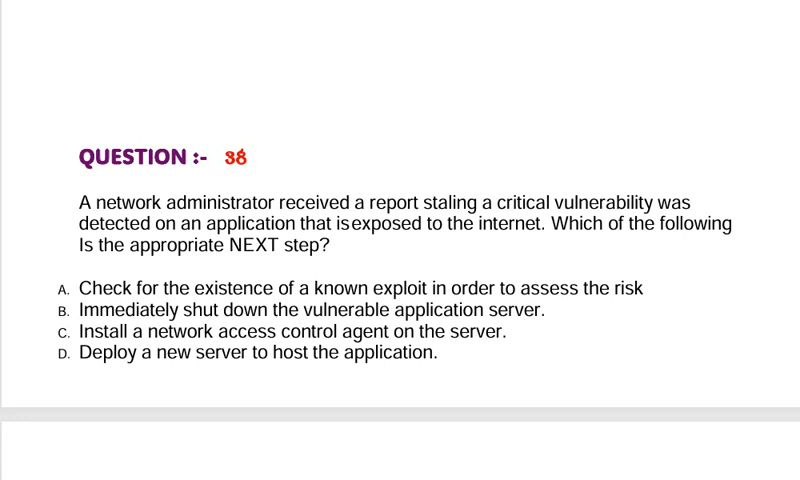 QUESTION :- 38
A network administrator received a report staling a critical vulnerability was
detected on an application that is exposed to the internet. Which of the following
Is the appropriate NEXT step?
A. Check for the existence of a known exploit in order to assess the risk
B. Immediately shut down the vulnerable application server.
C. Install a network access control agent on the server.
D. Deploy a new server to host the application.